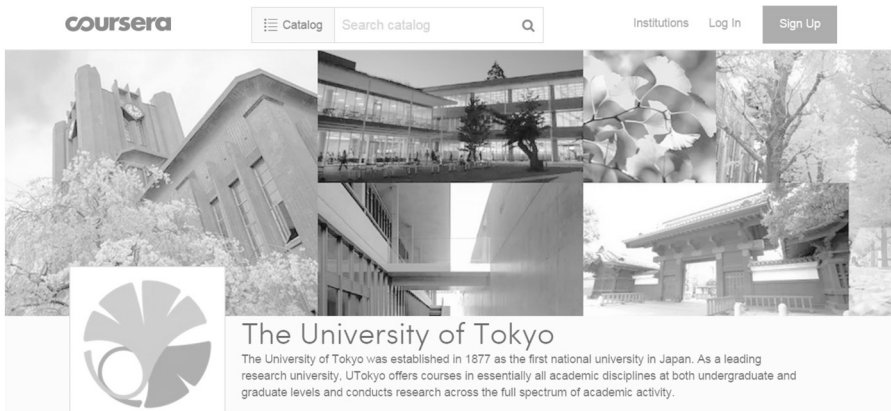 coursera
Catalog
Search catalog
Institutions
Log In
Sign Up
The University of Tokyo
The University of Tokyo was established in 1877 as the first national university in Japan. As a leading
research university, UTokyo offers courses in essentially all academic disciplines at both undergraduate and
graduate levels and conducts research across the full spectrum of academic activity.